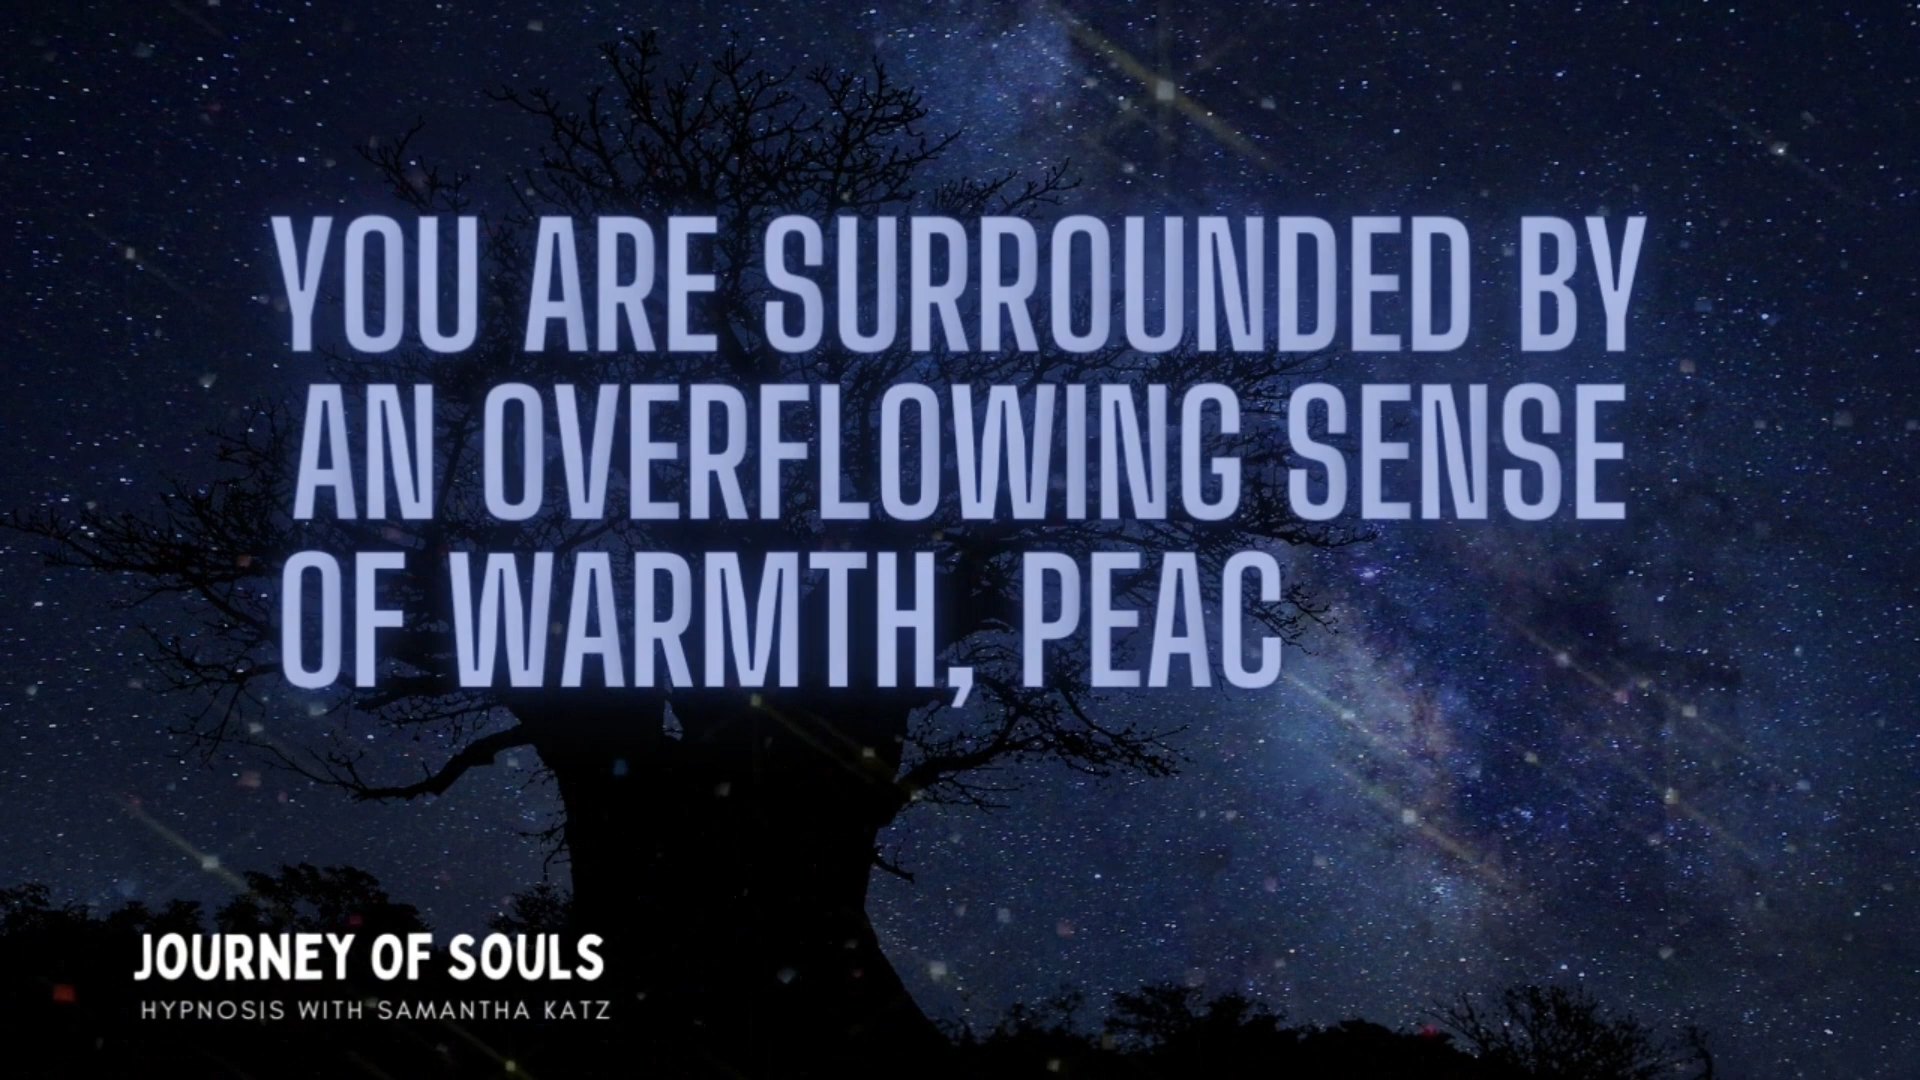 YOU ARE SURROUNDED BY
AN OVERFLOWING SENSE
OF WARMTH, PEAC
JOURNEY OF SOULS
HYPNOSIS WITH SAMANTHA KATZ